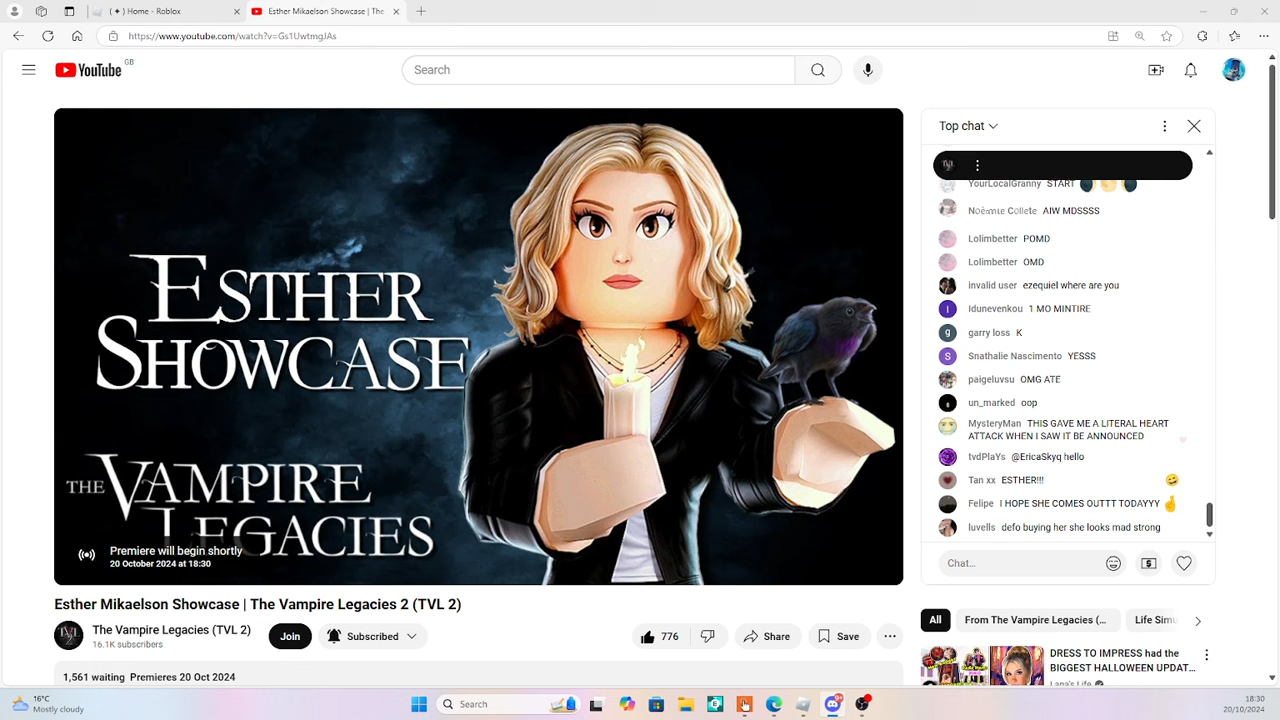 ( ✦ ) Home - Roblox
Esther Mikaelson Showcase | The
https://www.youtube.com/watch?v=Gs1UwtmgJAs
YouTube GB
Search
Top chat
YourLocalGranny START
Noēmιe Collete AIW MDSSSS
Lolimbetter POMD
Lolimbetter OMD
invalid user ezequiel where are you
Idunevenkou 1 MO MINTIRE
garry loss K
Snathalie Nascimento YESSS
paigeluvsu OMG ATE
un_marked oop
MysteryMan THIS GAVE ME A LITERAL HEART
ATTACK WHEN I SAW IT BE ANNOUNCED
tvdPlaYs @EricaSkyq hello
Tan xx ESTHER!!!
Felipe I HOPE SHE COMES OUTTT TODAYYY
luvells defo buying her she looks mad strong
Chat...
ESTHER
SHOWCASE
THE VAMPIRE
LEGACIES
Premiere will begin shortly
20 October 2024 at 18:30
Esther Mikaelson Showcase | The Vampire Legacies 2 (TVL 2)
The Vampire Legacies (TVL 2)
16.1K subscribers
Join
Subscribed
776
Share
Save
1,561 waiting Premieres 20 Oct 2024
All
From The Vampire Legacies (...
Life Simu
DRESS TO IMPRESS had the
BIGGEST HALLOWEEN UPDAT...
Lana's Life
16°C
Mostly cloudy
Search
18:30
20/10/2024